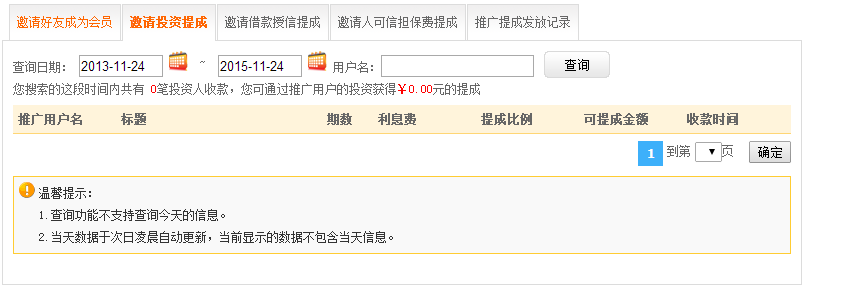 邀请好友成为会员 邀请投资提成 邀请借款授信提成 邀请人可信担保费提成 推广提成发放记录
查询日期： 2013-11-24 ~ 2015-11-24 用户名： 查询
您搜索的这段时间内共有 0笔投资人收款，您可通过推广用户的投资获得￥0.00元的提成
推广用户名 标题 期数 利息费 提成比例 可提成金额 收款时间
1 到第 页 确定
温馨提示：
1.查询功能不支持查询今天的信息。
2.当天数据于次日凌晨自动更新，当前显示的数据不包含当天信息。